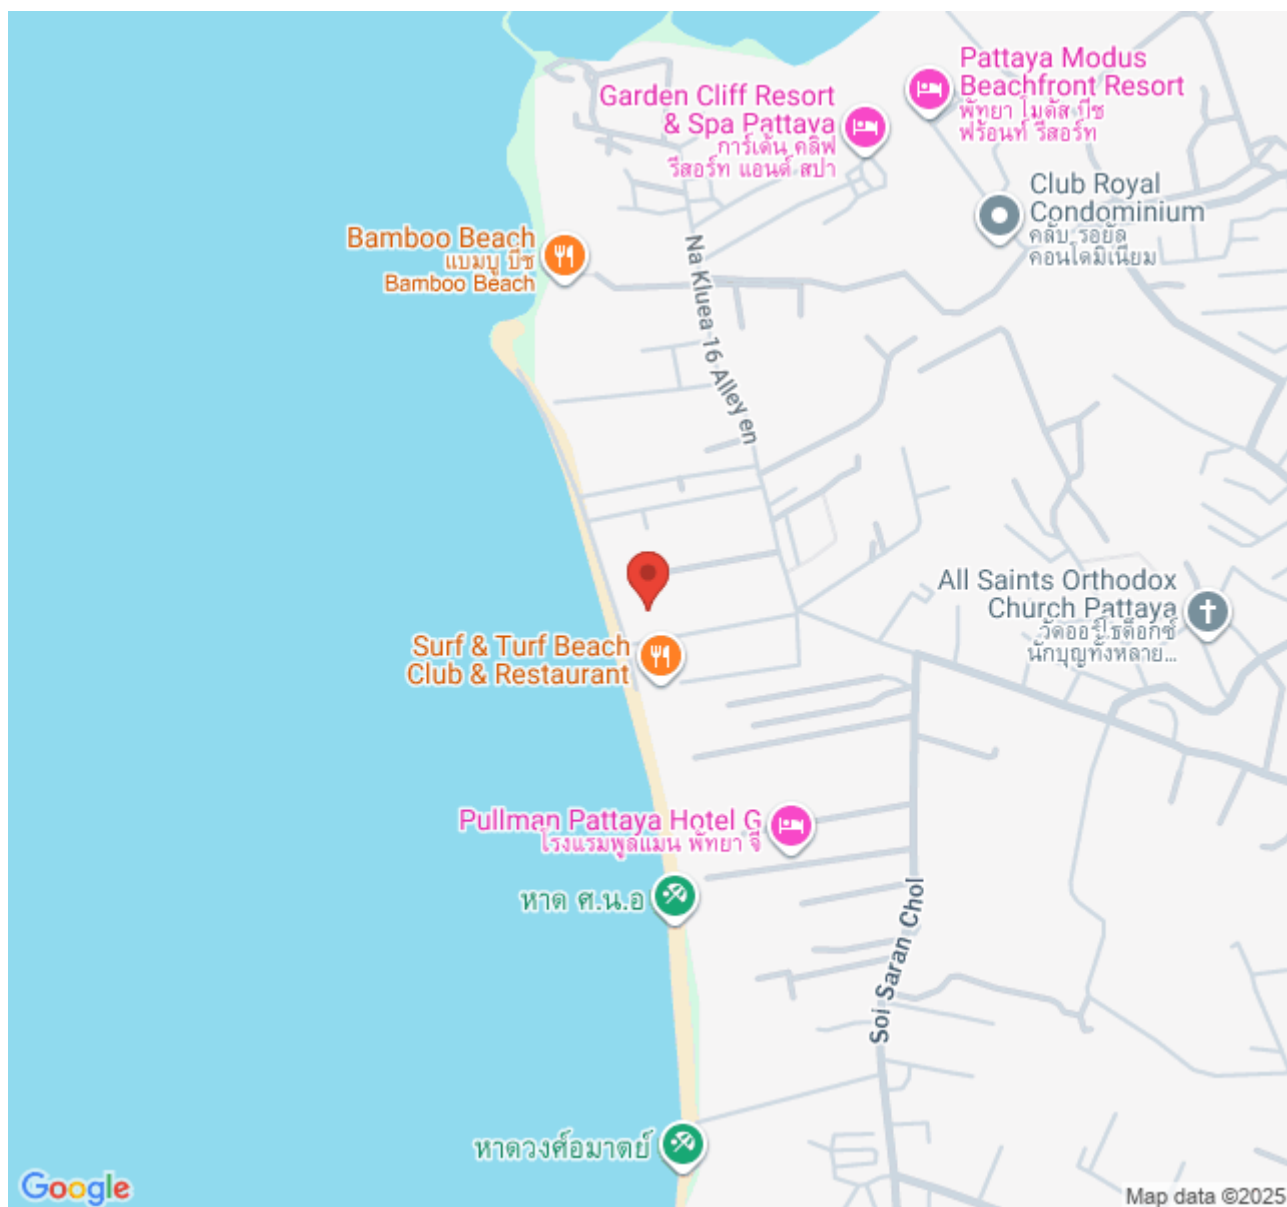 Pattaya Modus
Beachfront Resort
พัทยา โมดัส บีช
ฟร้อนท์ รีสอร์ท
Garden Cliff Resort
& Spa Pattaya
การ์เด้น คลิฟ
รีสอร์ท แอนด์ สปา
Club Royal
Condominium
คลับ รอยัล
คอนโดมิเนียม
Bamboo Beach
แบมบู บีช
Bamboo Beach
Na Kluea 16 Alley en
All Saints Orthodox
Church Pattaya
วัดออร์โธด็อกซ์
นักบุญทั้งหลาย...
Surf & Turf Beach
Club & Restaurant
Pullman Pattaya Hotel G
โรงแรมพูลแมน พัทยา จี
หาด ศ.น.อ
Soi Saran Chol
หาดวงศ์อมาตย์
Google
Map data ©2025